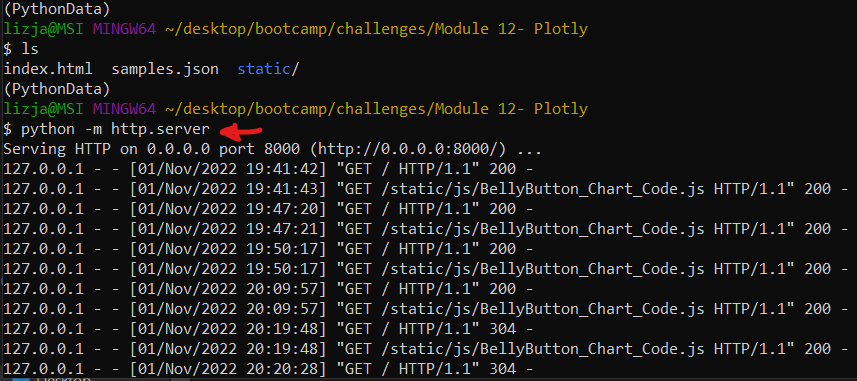 (PythonData)
lizja@MSI MINGW64 ~/desktop/bootcamp/challenges/Module 12- Plotly
$ ls
index.html  samples.json  static/
(PythonData)
lizja@MSI MINGW64 ~/desktop/bootcamp/challenges/Module 12- Plotly
$ python -m http.server
Serving HTTP on 0.0.0.0 port 8000 (http://0.0.0.0:8000/) ...
127.0.0.1 - - [01/Nov/2022 19:41:42] "GET / HTTP/1.1" 200 -
127.0.0.1 - - [01/Nov/2022 19:41:43] "GET /static/js/BellyButton_Chart_Code.js HTTP/1.1" 200 -
127.0.0.1 - - [01/Nov/2022 19:47:20] "GET / HTTP/1.1" 200 -
127.0.0.1 - - [01/Nov/2022 19:47:21] "GET /static/js/BellyButton_Chart_Code.js HTTP/1.1" 200 -
127.0.0.1 - - [01/Nov/2022 19:50:17] "GET / HTTP/1.1" 200 -
127.0.0.1 - - [01/Nov/2022 19:50:17] "GET /static/js/BellyButton_Chart_Code.js HTTP/1.1" 200 -
127.0.0.1 - - [01/Nov/2022 20:09:57] "GET / HTTP/1.1" 200 -
127.0.0.1 - - [01/Nov/2022 20:09:57] "GET /static/js/BellyButton_Chart_Code.js HTTP/1.1" 200 -
127.0.0.1 - - [01/Nov/2022 20:19:48] "GET / HTTP/1.1" 304 -
127.0.0.1 - - [01/Nov/2022 20:19:48] "GET /static/js/BellyButton_Chart_Code.js HTTP/1.1" 200 -
127.0.0.1 - - [01/Nov/2022 20:20:28] "GET / HTTP/1.1" 304 -